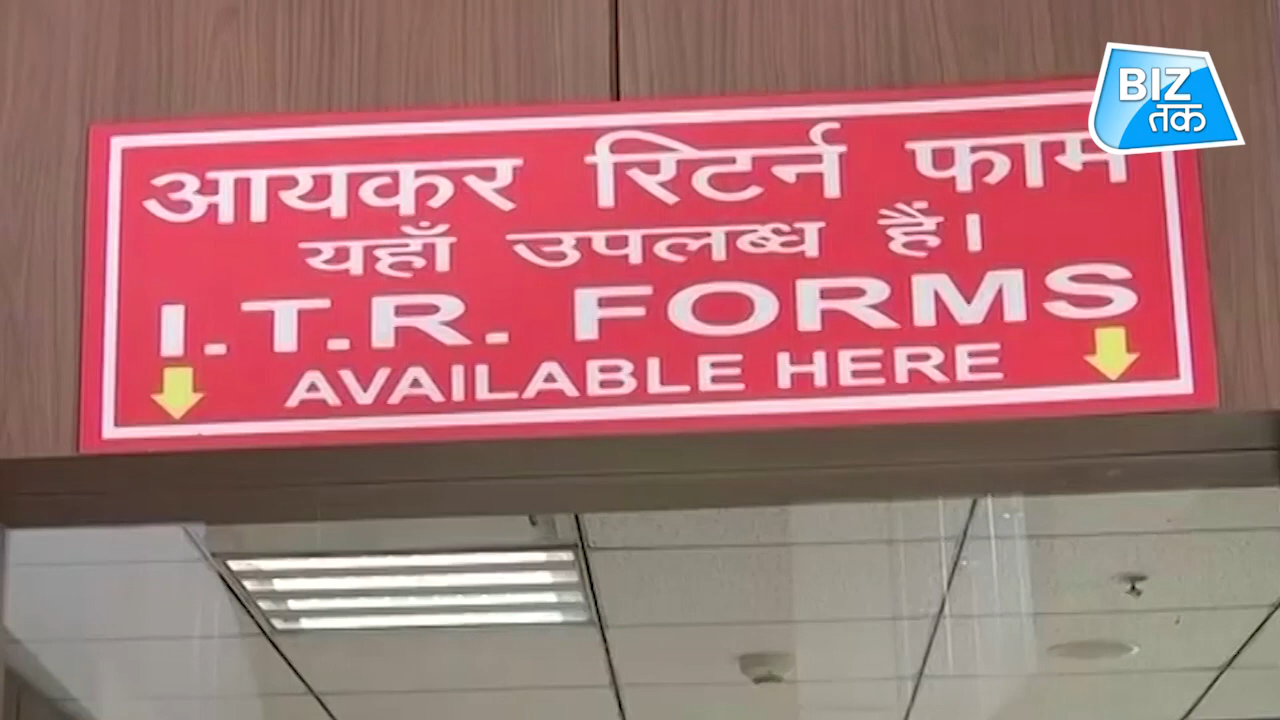 BIZ
तक
आयकर रिटर्न फाम
यहाँ उपलब्ध हैं।
I.T.R. FORMS
AVAILABLE HERE